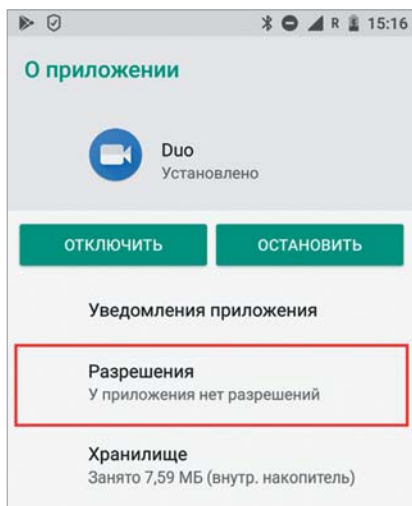 R 15:16
О приложении
Duo
Установлено
ОТКЛЮЧИТЬ
ОСТАНОВИТЬ
Уведомления приложения
Разрешения
У приложения нет разрешений
Хранилище
Занято 7,59 МБ (внутр. накопитель)